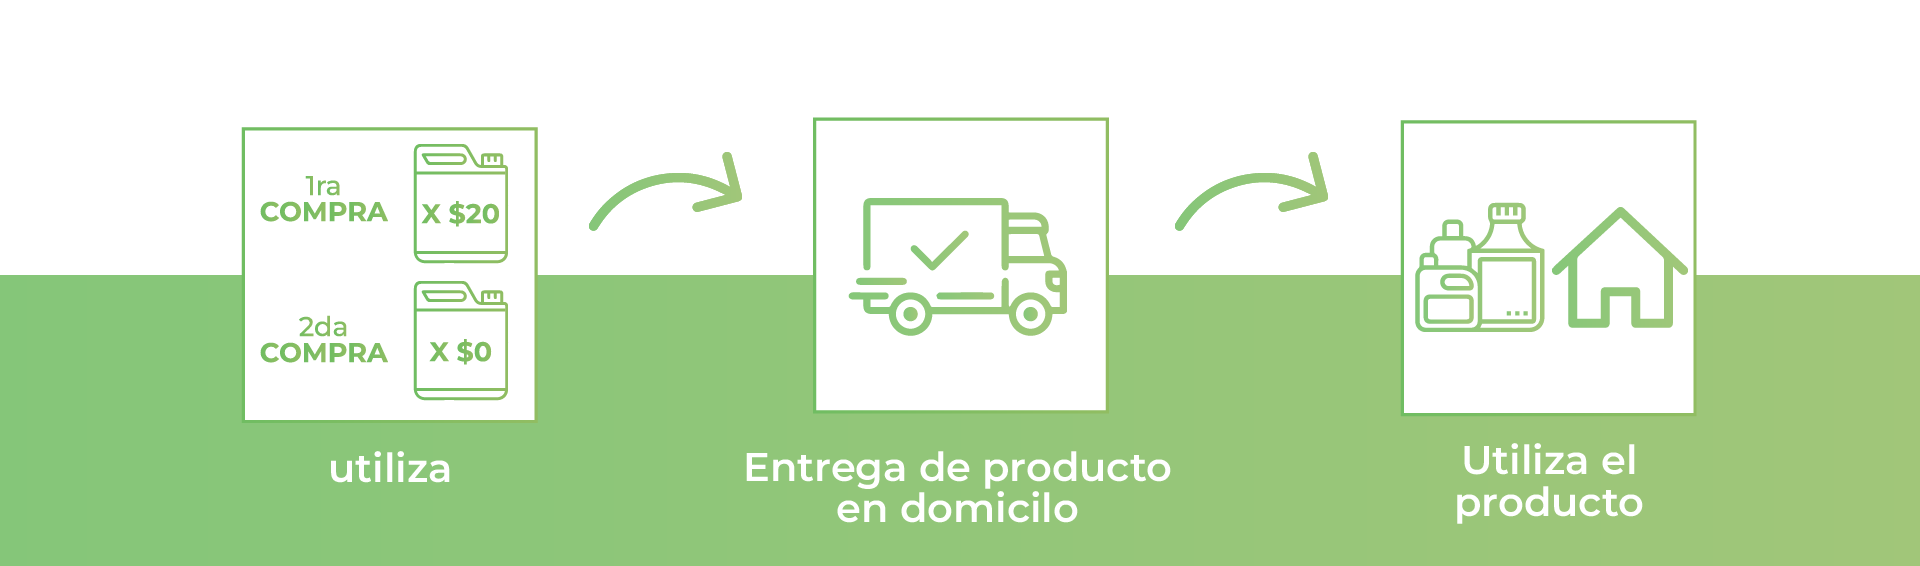 1ra
COMPRA
X $20
2da
COMPRA
X $0
utiliza
Entrega de producto
en domicilo
Utiliza el
producto